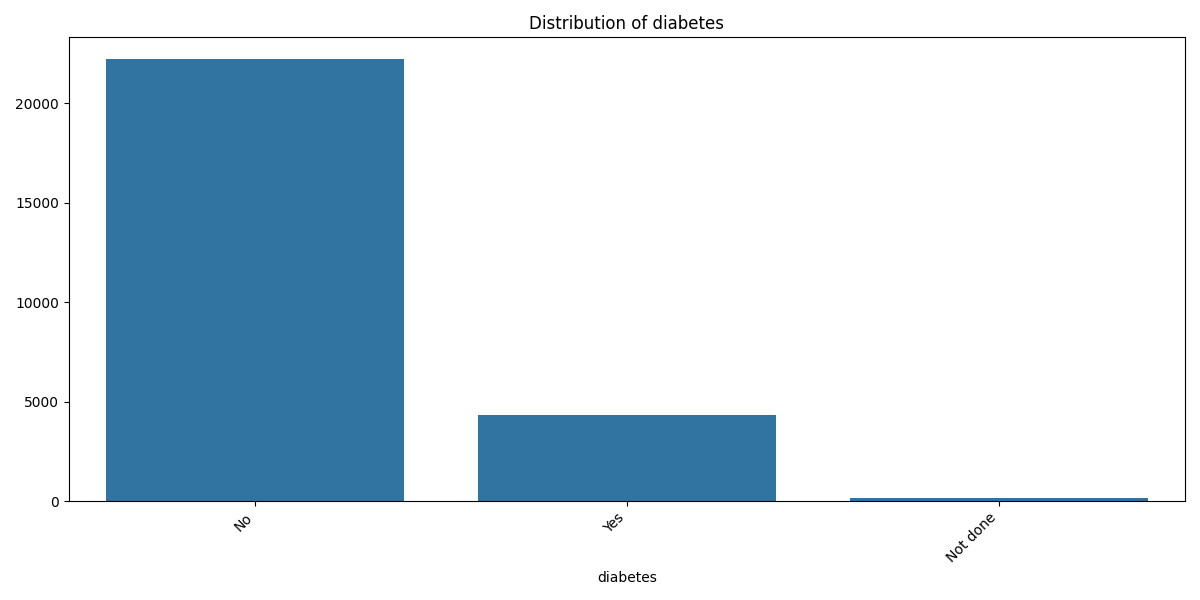 Distribution of diabetes
20000
15000
10000
5000
0
No
Yes
Not done
diabetes